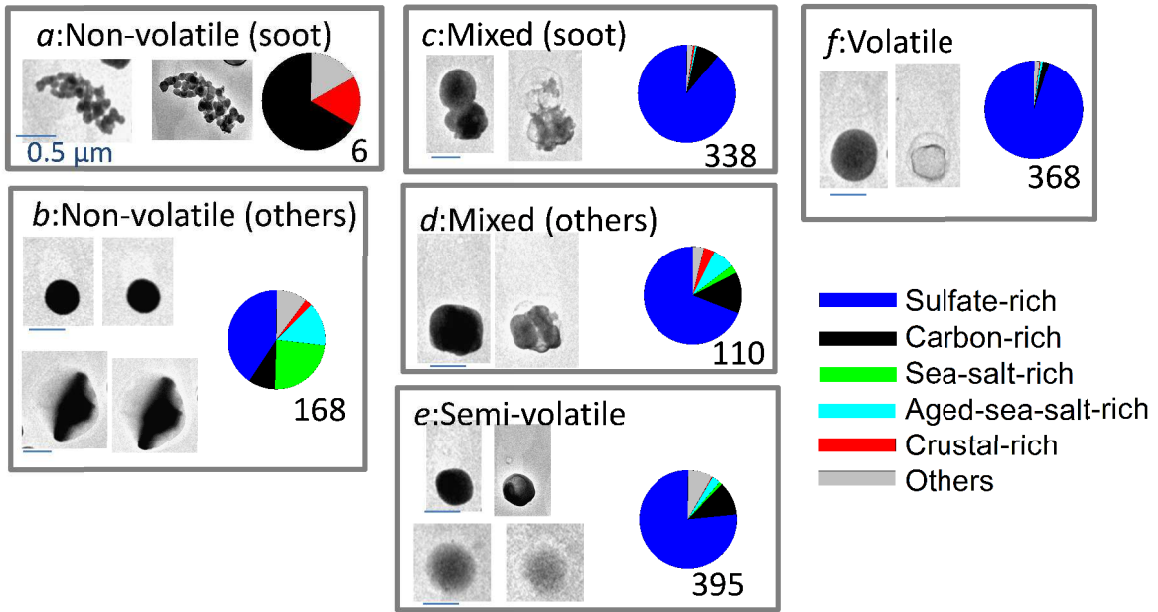 a:Non-volatile (soot)
0.5 µm
6
b:Non-volatile (others)
168
c:Mixed (soot)
338
d:Mixed (others)
110
e:Semi-volatile
395
f:Volatile
368
Sulfate-rich
Carbon-rich
Sea-salt-rich
Aged-sea-salt-rich
Crustal-rich
Others